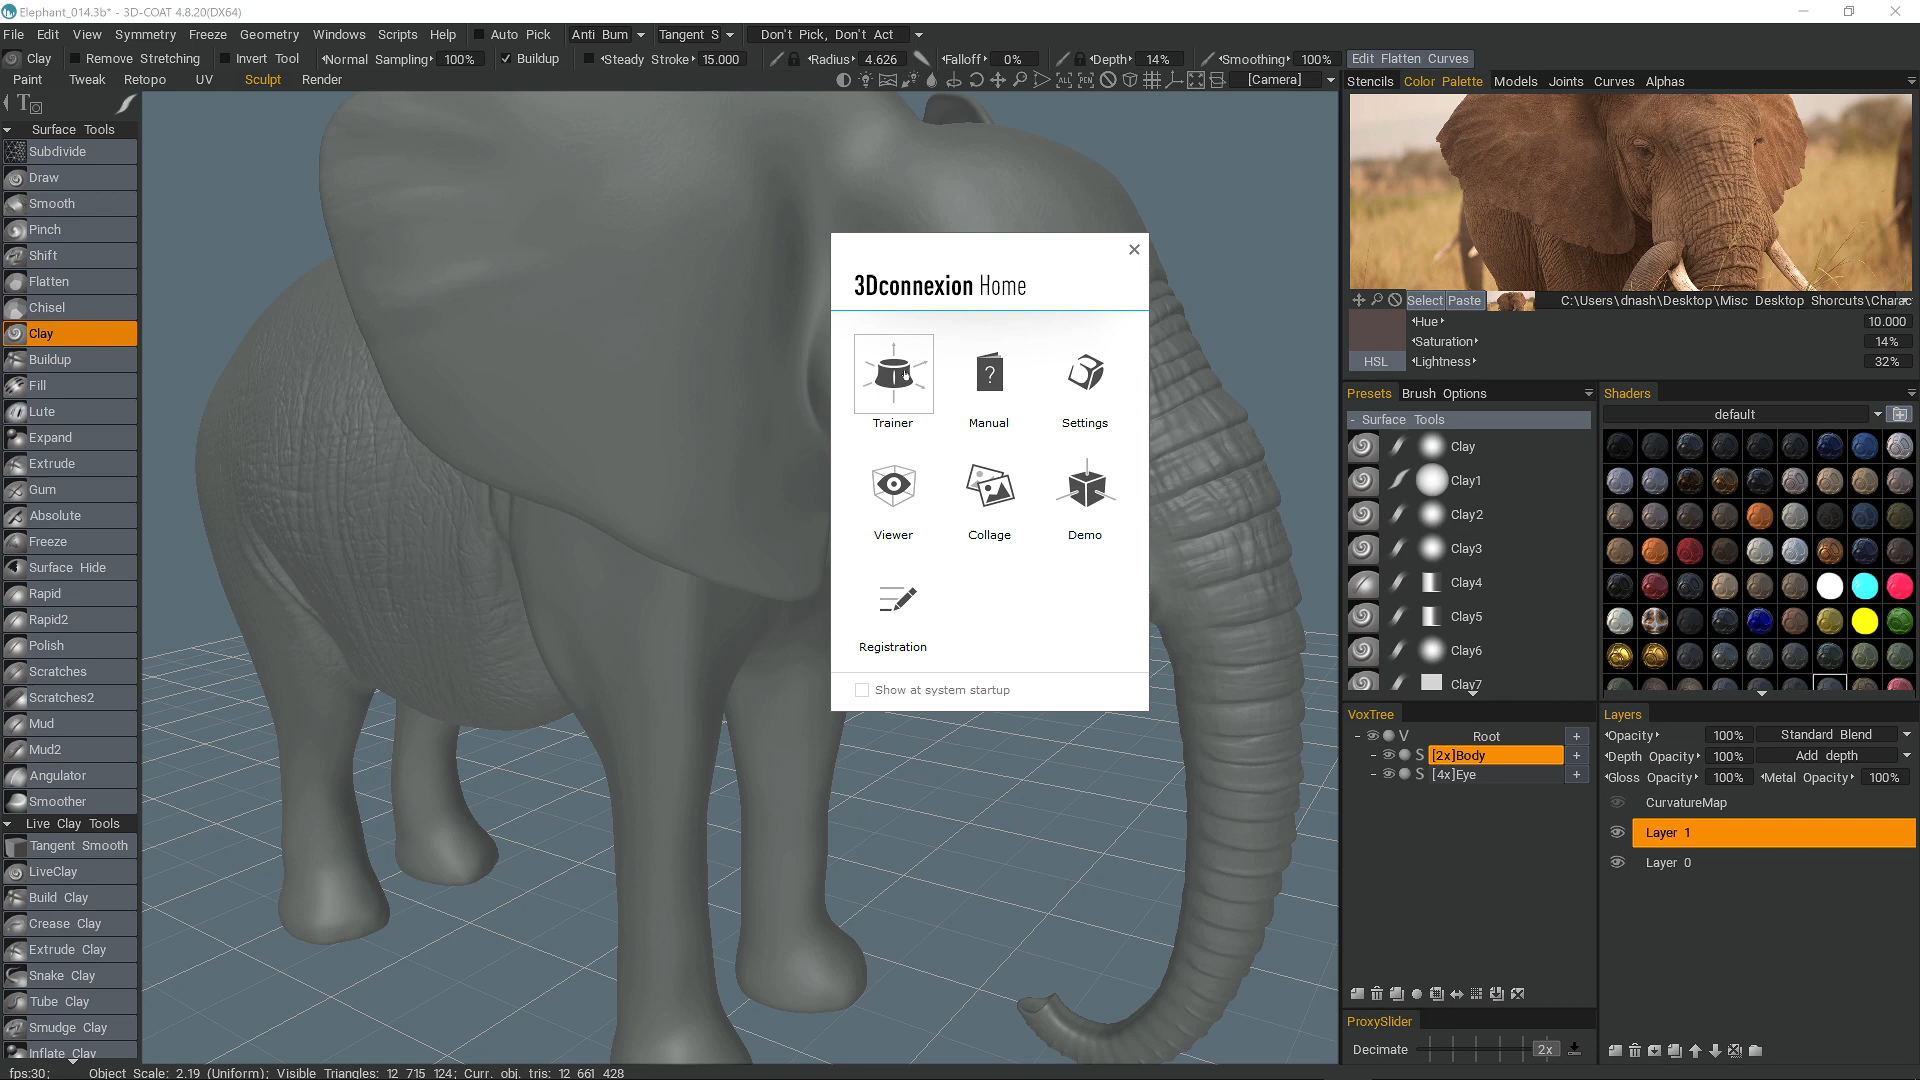 Elephant_014.3b* - 3D-COAT 4.8.20(DX64)
File Edit View Symmetry Freeze Geometry Windows Scripts Help Auto Pick Anti Bum Tangent S Don't Pick, Don't Act
Clay Remove Stretching Invert Tool Normal Sampling 100% Buildup Steady Stroke 15.000 Radius 4.626 Falloff 0% Depth 14% Smoothing 100% Edit Flatten Curves
Paint Tweak Retopo UV Sculpt Render ALL PEN [Camera]
Stencils Color Palette Models Joints Curves Alphas
Surface Tools
Subdivide
Draw
Smooth
Pinch
Shift
Flatten
Chisel
Clay
Buildup
Fill
Lute
Expand
Extrude
Gum
Absolute
Freeze
Surface Hide
Rapid
Rapid2
Polish
Scratches
Scratches2
Mud
Mud2
Angulator
Smoother
Live Clay Tools
Tangent Smooth
LiveClay
Build Clay
Crease Clay
Extrude Clay
Snake Clay
Tube Clay
Smudge Clay
Inflate Clay
3Dconnexion Home
Trainer Manual Settings
Viewer Collage Demo
Registration
Show at system startup
Select Paste C:\Users\dnash\Desktop\Misc Desktop Shorcuts\Charac
Hue 10.000
Saturation 14%
HSL Lightness 32%
Presets Brush Options
- Surface Tools
Clay
Clay1
Clay2
Clay3
Clay4
Clay5
Clay6
Clay7
Shaders
default
VoxTree
- V Root +
- S [2x]Body +
- S [4x]Eye +
ProxySlider
Decimate 2x
Layers
Opacity 100% Standard Blend
Depth Opacity 100% Add depth
Gloss Opacity 100% Metal Opacity 100%
CurvatureMap
Layer 1
Layer 0
fps:30; Object Scale: 2.19 (Uniform); Visible Triangles: 12 715 124; Curr. obj. tris: 12 661 428